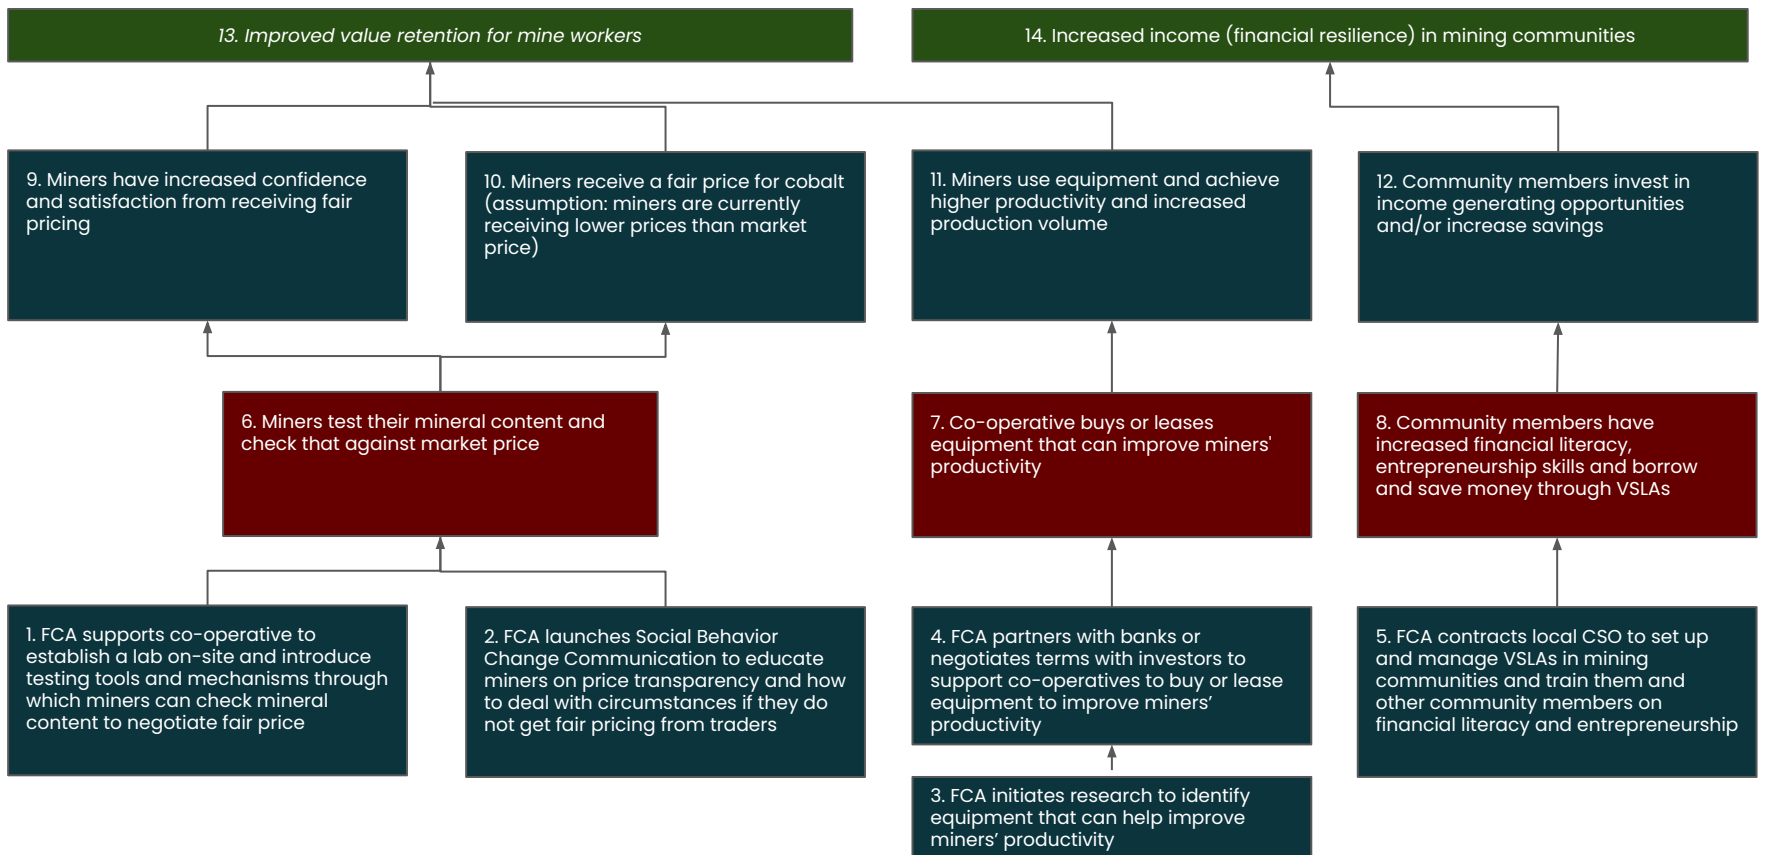 13. Improved value retention for mine workers
14. Increased income (financial resilience) in mining communities
9. Miners have increased confidence
and satisfaction from receiving fair
pricing
10. Miners receive a fair price for cobalt
(assumption: miners are currently
receiving lower prices than market
price)
11. Miners use equipment and achieve
higher productivity and increased
production volume
12. Community members invest in
income generating opportunities
and/or increase savings
6. Miners test their mineral content and
check that against market price
7. Co-operative buys or leases
equipment that can improve miners'
productivity
8. Community members have
increased financial literacy,
entrepreneurship skills and borrow
and save money through VSLAs
1. FCA supports co-operative to
establish a lab on-site and introduce
testing tools and mechanisms through
which miners can check mineral
content to negotiate fair price
2. FCA launches Social Behavior
Change Communication to educate
miners on price transparency and how
to deal with circumstances if they do
not get fair pricing from traders
4. FCA partners with banks or
negotiates terms with investors to
support co-operatives to buy or lease
equipment to improve miners’
productivity
5. FCA contracts local CSO to set up
and manage VSLAs in mining
communities and train them and
other community members on
financial literacy and entrepreneurship
3. FCA initiates research to identify
equipment that can help improve
miners’ productivity